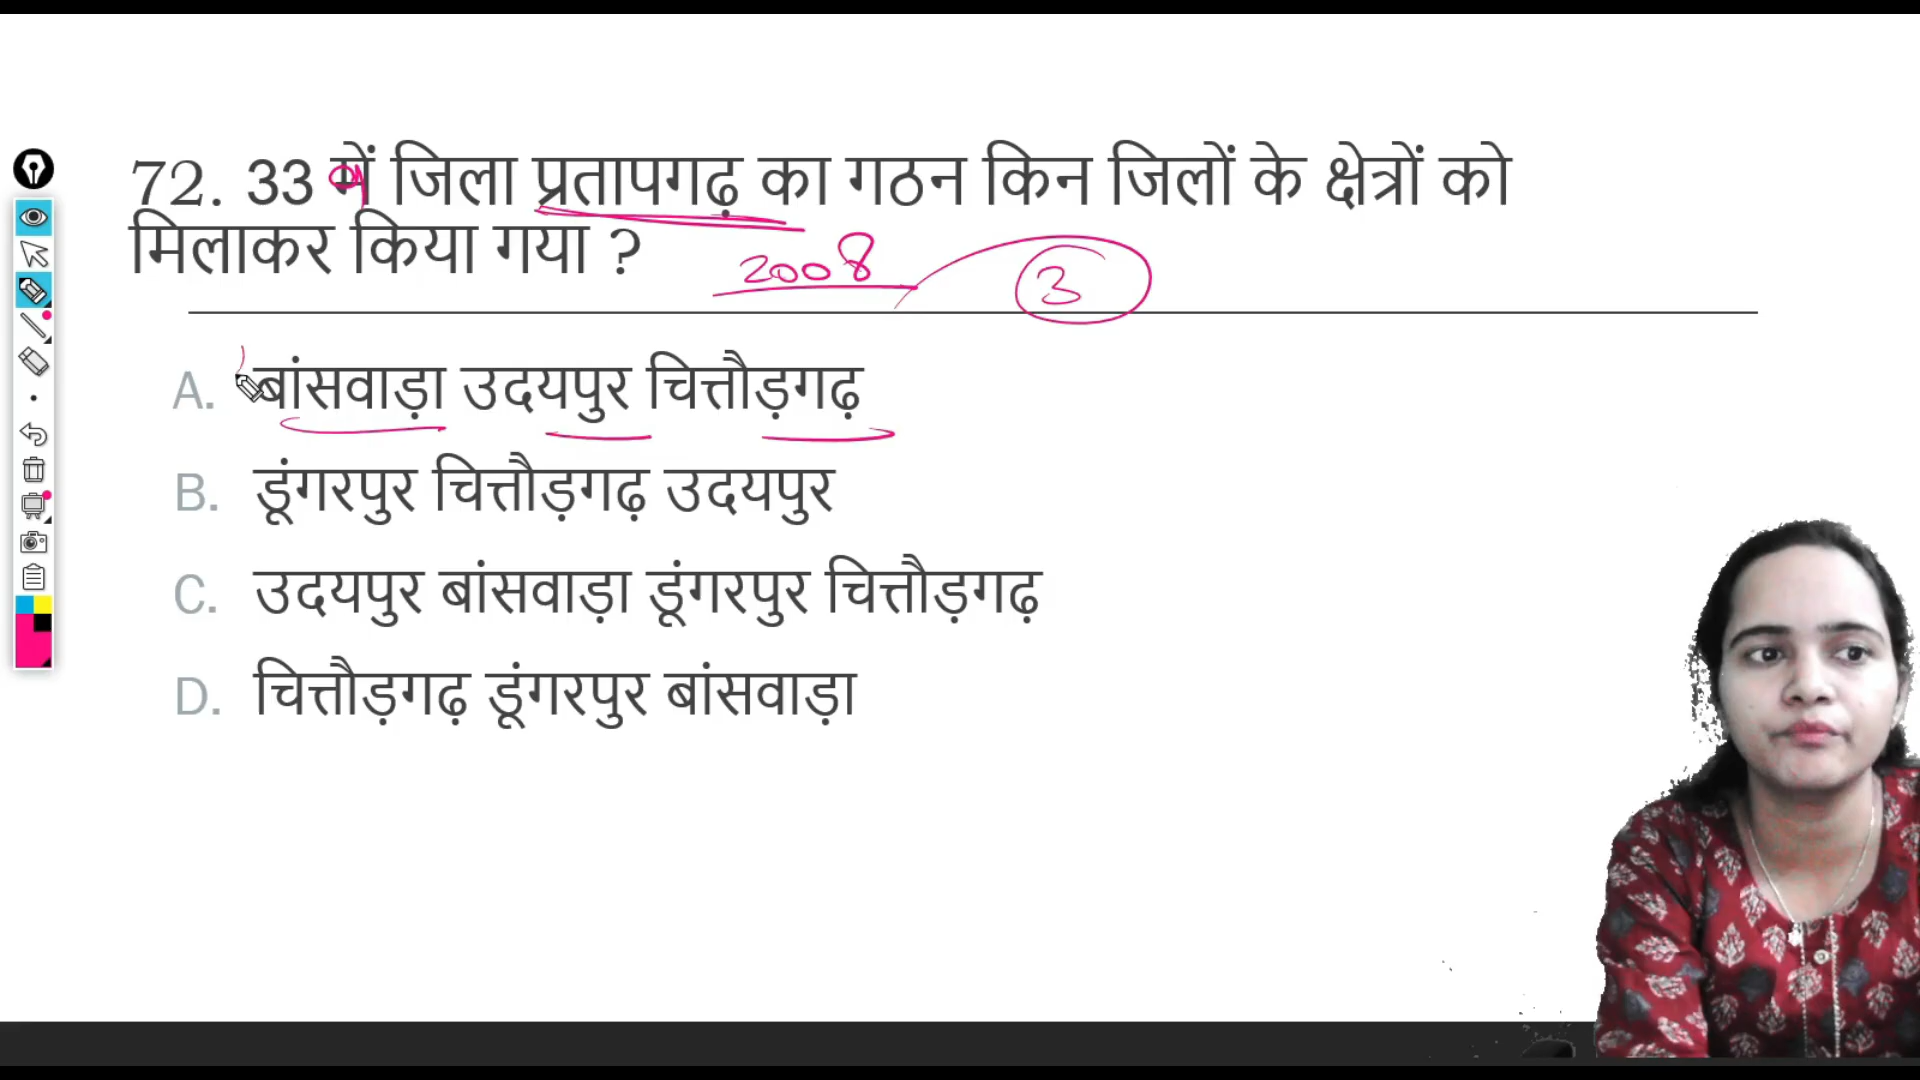 72. 33 में जिला प्रतापगढ़ का गठन किन जिलों के क्षेत्रों को
मिलाकर किया गया ?
2008
3
A. बांसवाड़ा उदयपुर चित्तौड़गढ़
B. डूंगरपुर चित्तौड़गढ़ उदयपुर
C. उदयपुर बांसवाड़ा डूंगरपुर चित्तौड़गढ़
D. चित्तौड़गढ़ डूंगरपुर बांसवाड़ा